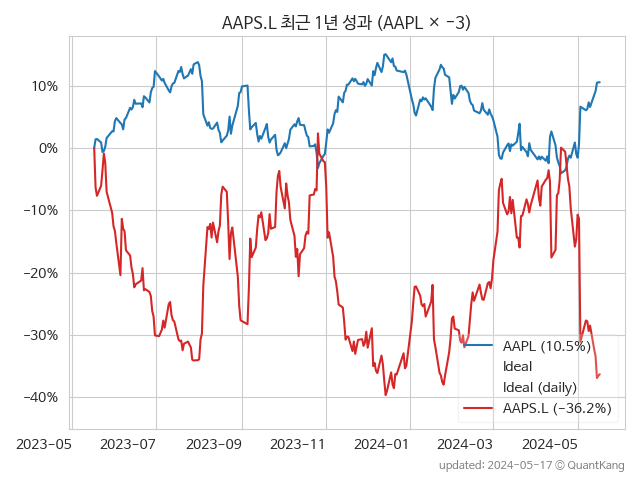 AAPS.L 최근 1년 성과 (AAPL × −3)
10%
0%
−10%
−20%
−30%
−40%
2023−05
2023−07
2023−09
2023−11
2024−01
2024−03
2024−05
AAPL (10.5%)
Ideal
Ideal (daily)
AAPS.L (−36.2%)
updated: 2024−05−17 © QuantKang